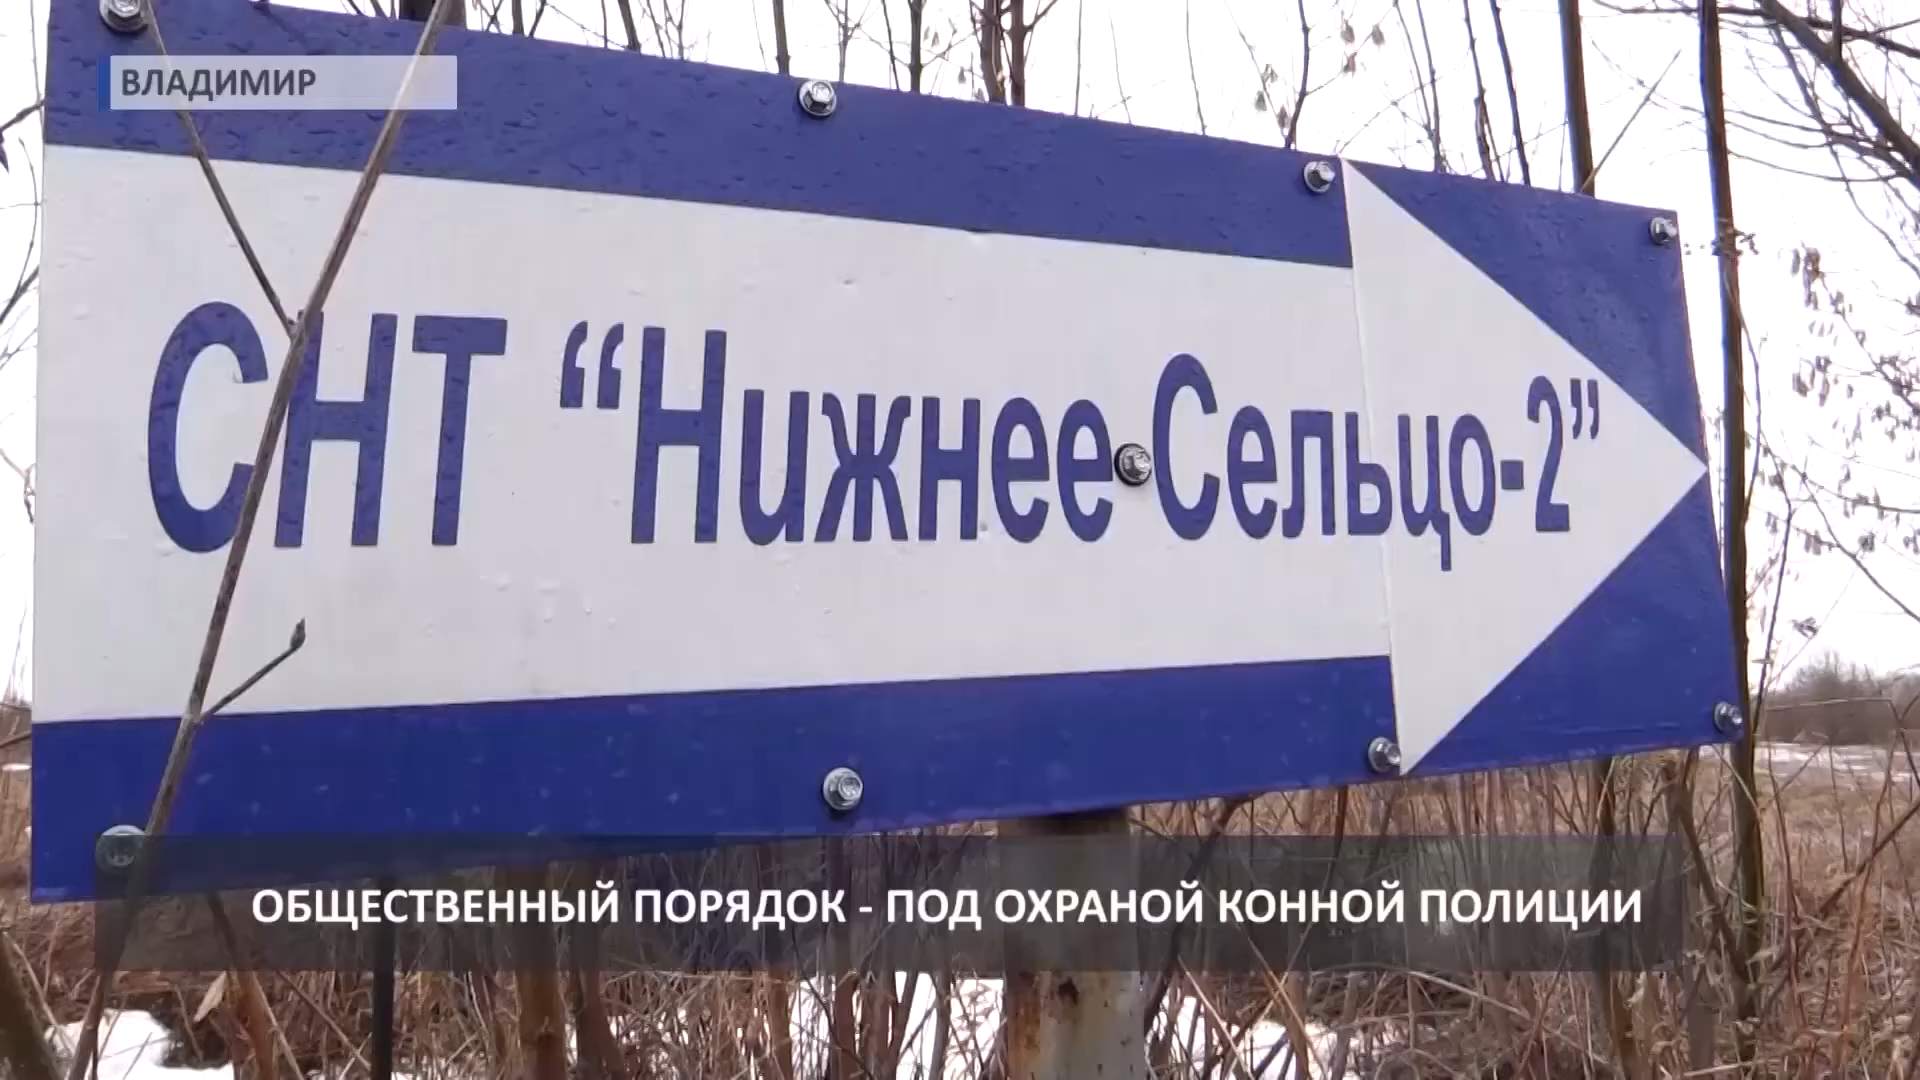 ВЛАДИМИР
СНТ “Нижнее Сельцо-2”
ОБЩЕСТВЕННЫЙ ПОРЯДОК - ПОД ОХРАНОЙ КОННОЙ ПОЛИЦИИ